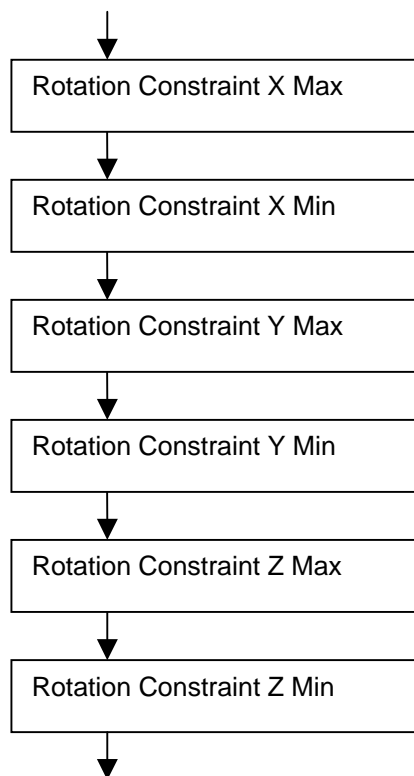 Rotation Constraint X Max
Rotation Constraint X Min
Rotation Constraint Y Max
Rotation Constraint Y Min
Rotation Constraint Z Max
Rotation Constraint Z Min